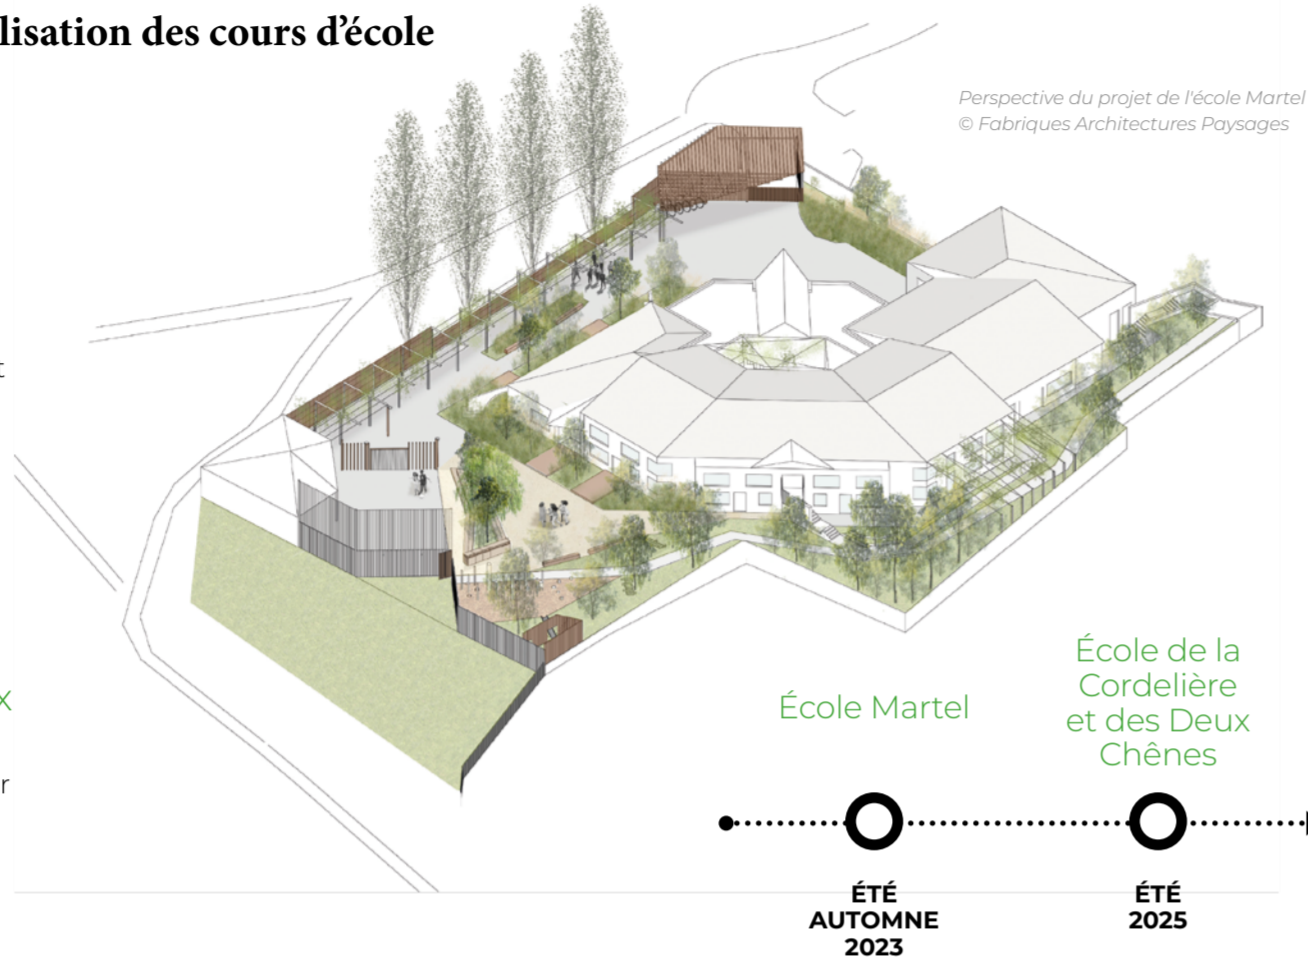 lisation des cours d'école
Perspective du projet de l'école Martel
© Fabriques Architectures Paysages
t
x
r
École Martel
École de la
Cordelière
et des Deux
Chênes
ÉTÉ
AUTOMNE
2023
ÉTÉ
2025